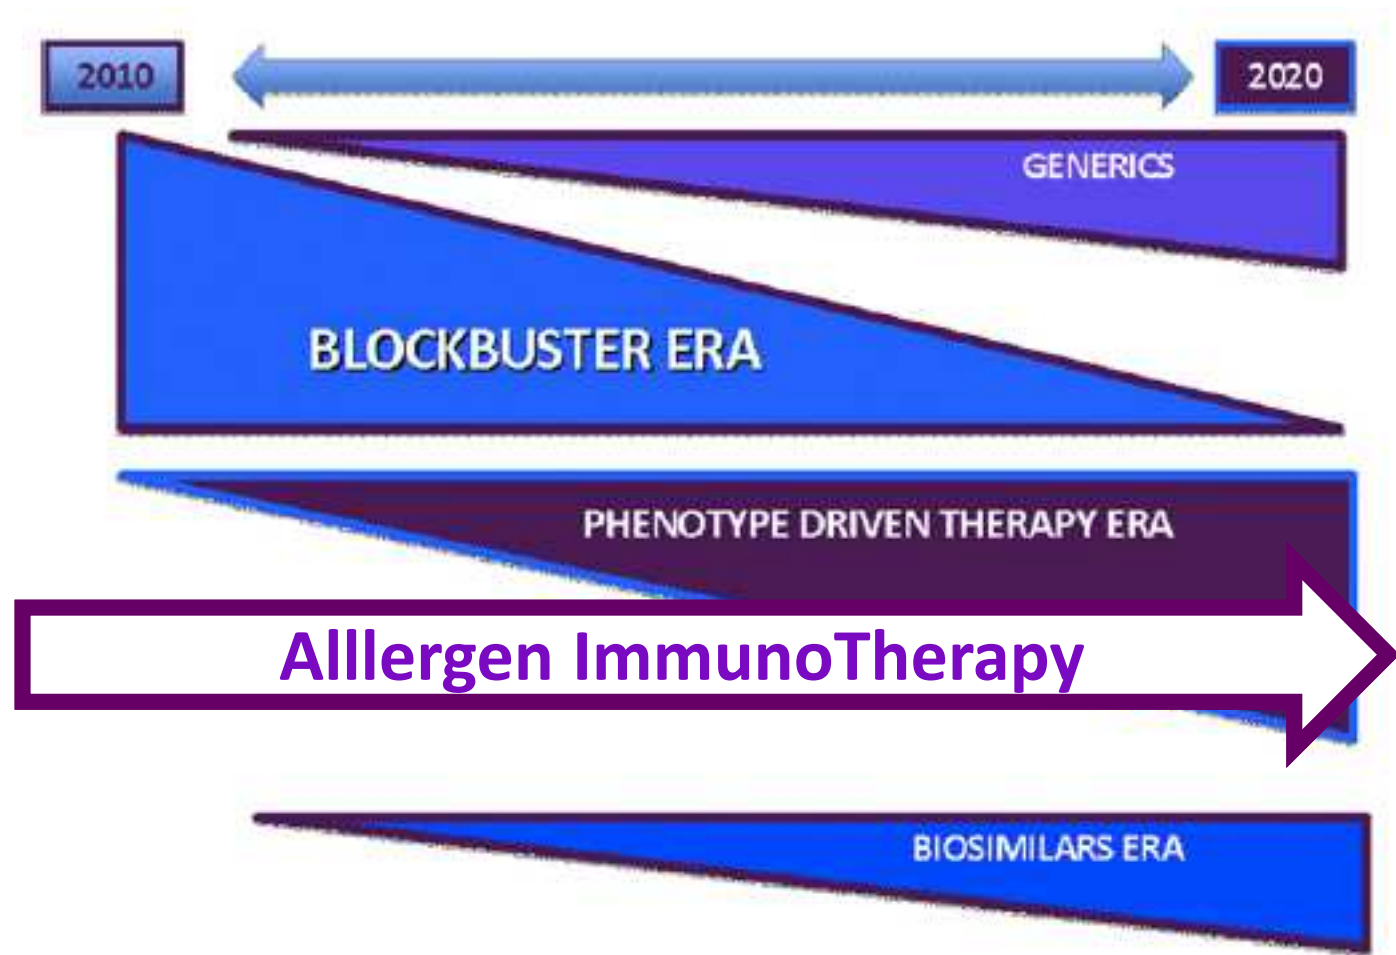 2010
2020
GENERICS
BLOCKBUSTER ERA
PHENOTYPE DRIVEN THERAPY ERA
Alllergen ImmunoTherapy
BIOSIMILARS ERA